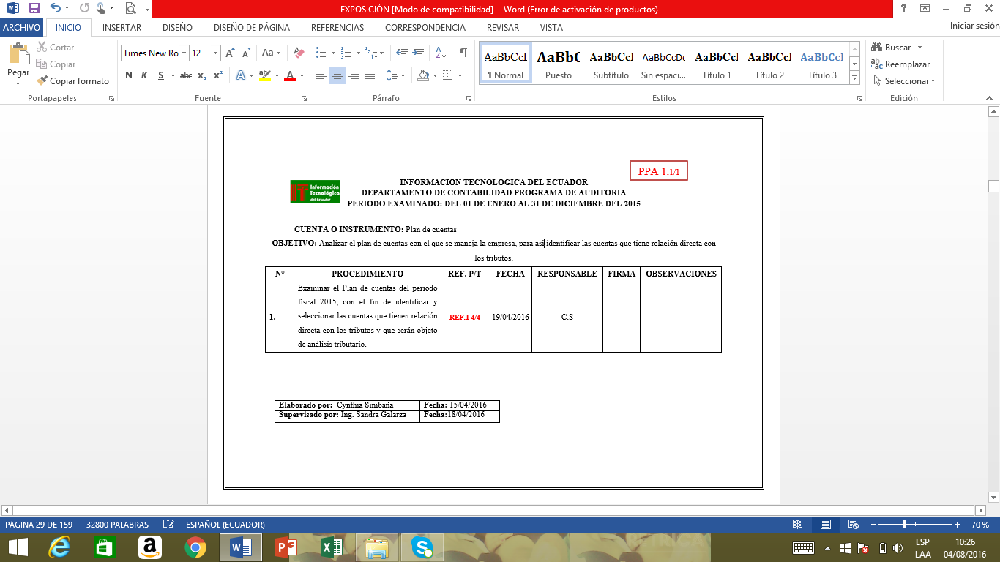 EXPOSICIÓN [Modo de compatibilidad] - Word (Error de activación de productos)
ARCHIVO INICIO INSERTAR DISEÑO DISEÑO DE PÁGINA REFERENCIAS CORRESPONDENCIA REVISAR VISTA Iniciar sesión
Pegar
Cortar
Copiar
Copiar formato
Portapapeles
Times New Ro 12
N K S abc x₂ x²
Fuente
Párrafo
AaBbCcI AaBbC AaBbCcl AaBbCcDc AaBbCcl AaBbCcl AaBbCcl
¶ Normal Puesto Subtítulo Sin espaci... Título 1 Título 2 Título 3
Estilos
Buscar
Reemplazar
Seleccionar
Edición
PPA 1.1/1
Información
Tecnológica
del Ecuador
INFORMACIÓN TECNOLOGICA DEL ECUADOR
DEPARTAMENTO DE CONTABILIDAD PROGRAMA DE AUDITORIA
PERIODO EXAMINADO: DEL 01 DE ENERO AL 31 DE DICIEMBRE DEL 2015
CUENTA O INSTRUMENTO: Plan de cuentas
OBJETIVO: Analizar el plan de cuentas con el que se maneja la empresa, para así identificar las cuentas que tiene relación directa con
los tributos.
N° PROCEDIMIENTO REF. P/T FECHA RESPONSABLE FIRMA OBSERVACIONES
1.
Examinar el Plan de cuentas del periodo
fiscal 2015, con el fin de identificar y
seleccionar las cuentas que tienen relación
directa con los tributos y que serán objeto
de análisis tributario.
REF.1 4/4 19/04/2016 C.S
Elaborado por: Cynthia Simbaña Fecha: 15/04/2016
Supervisado por: Ing. Sandra Galarza Fecha:18/04/2016
PÁGINA 29 DE 159 32800 PALABRAS ESPAÑOL (ECUADOR) 70 %
ESP 10:26
LAA 04/08/2016